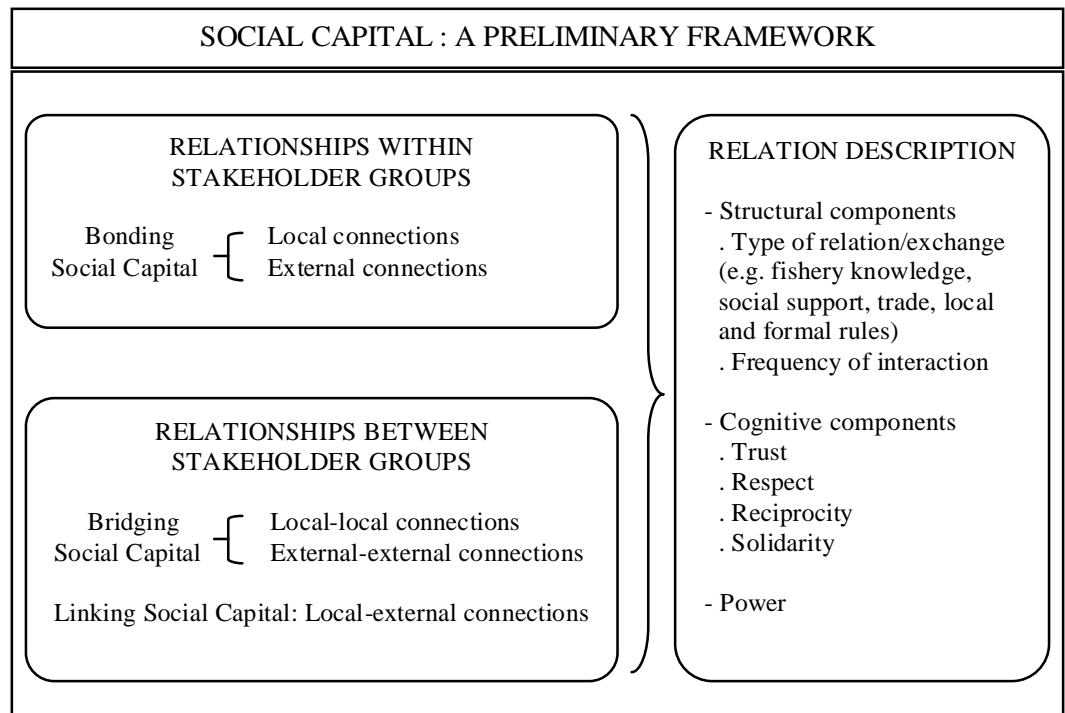 SOCIAL CAPITAL : A PRELIMINARY FRAMEWORK
RELATIONSHIPS WITHIN
STAKEHOLDER GROUPS
Bonding
Social Capital
Local connections
External connections
RELATIONSHIPS BETWEEN
STAKEHOLDER GROUPS
Bridging
Social Capital
Local-local connections
External-external connections
Linking Social Capital: Local-external connections
RELATION DESCRIPTION
- Structural components
. Type of relation/exchange
(e.g. fishery knowledge,
social support, trade, local
and formal rules)
. Frequency of interaction
- Cognitive components
. Trust
. Respect
. Reciprocity
. Solidarity
- Power